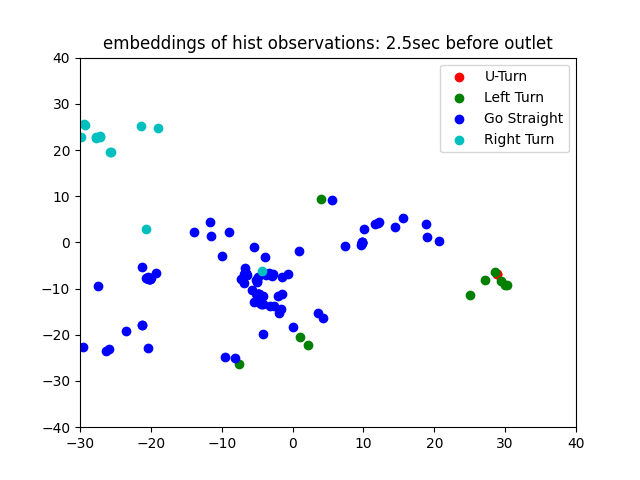 embeddings of hist observations: 2.5sec before outlet
U-Turn
Left Turn
Go Straight
Right Turn
40
30
20
10
0
−10
−20
−30
−40
−30 −20 −10 0 10 20 30 40